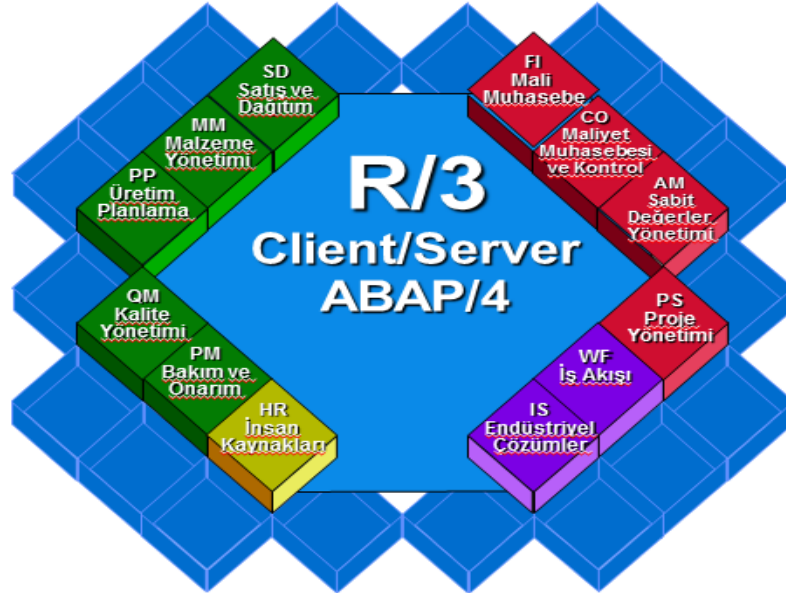 SD
Satış ve
Dağıtım
MM
Malzeme
Yönetimi
PP
Üretim
Planlama
FI
Mali
Muhasebe
CO
Maliyet
Muhasebesi
ve Kontrol
AM
Sabit
Değerler
Yönetimi
R/3
Client/Server
ABAP/4
QM
Kalite
Yönetimi
PM
Bakım ve
Onarım
HR
İnsan
Kaynakları
PS
Proje
Yönetimi
WF
İş Akışı
IS
Endüstriyel
Çözümler